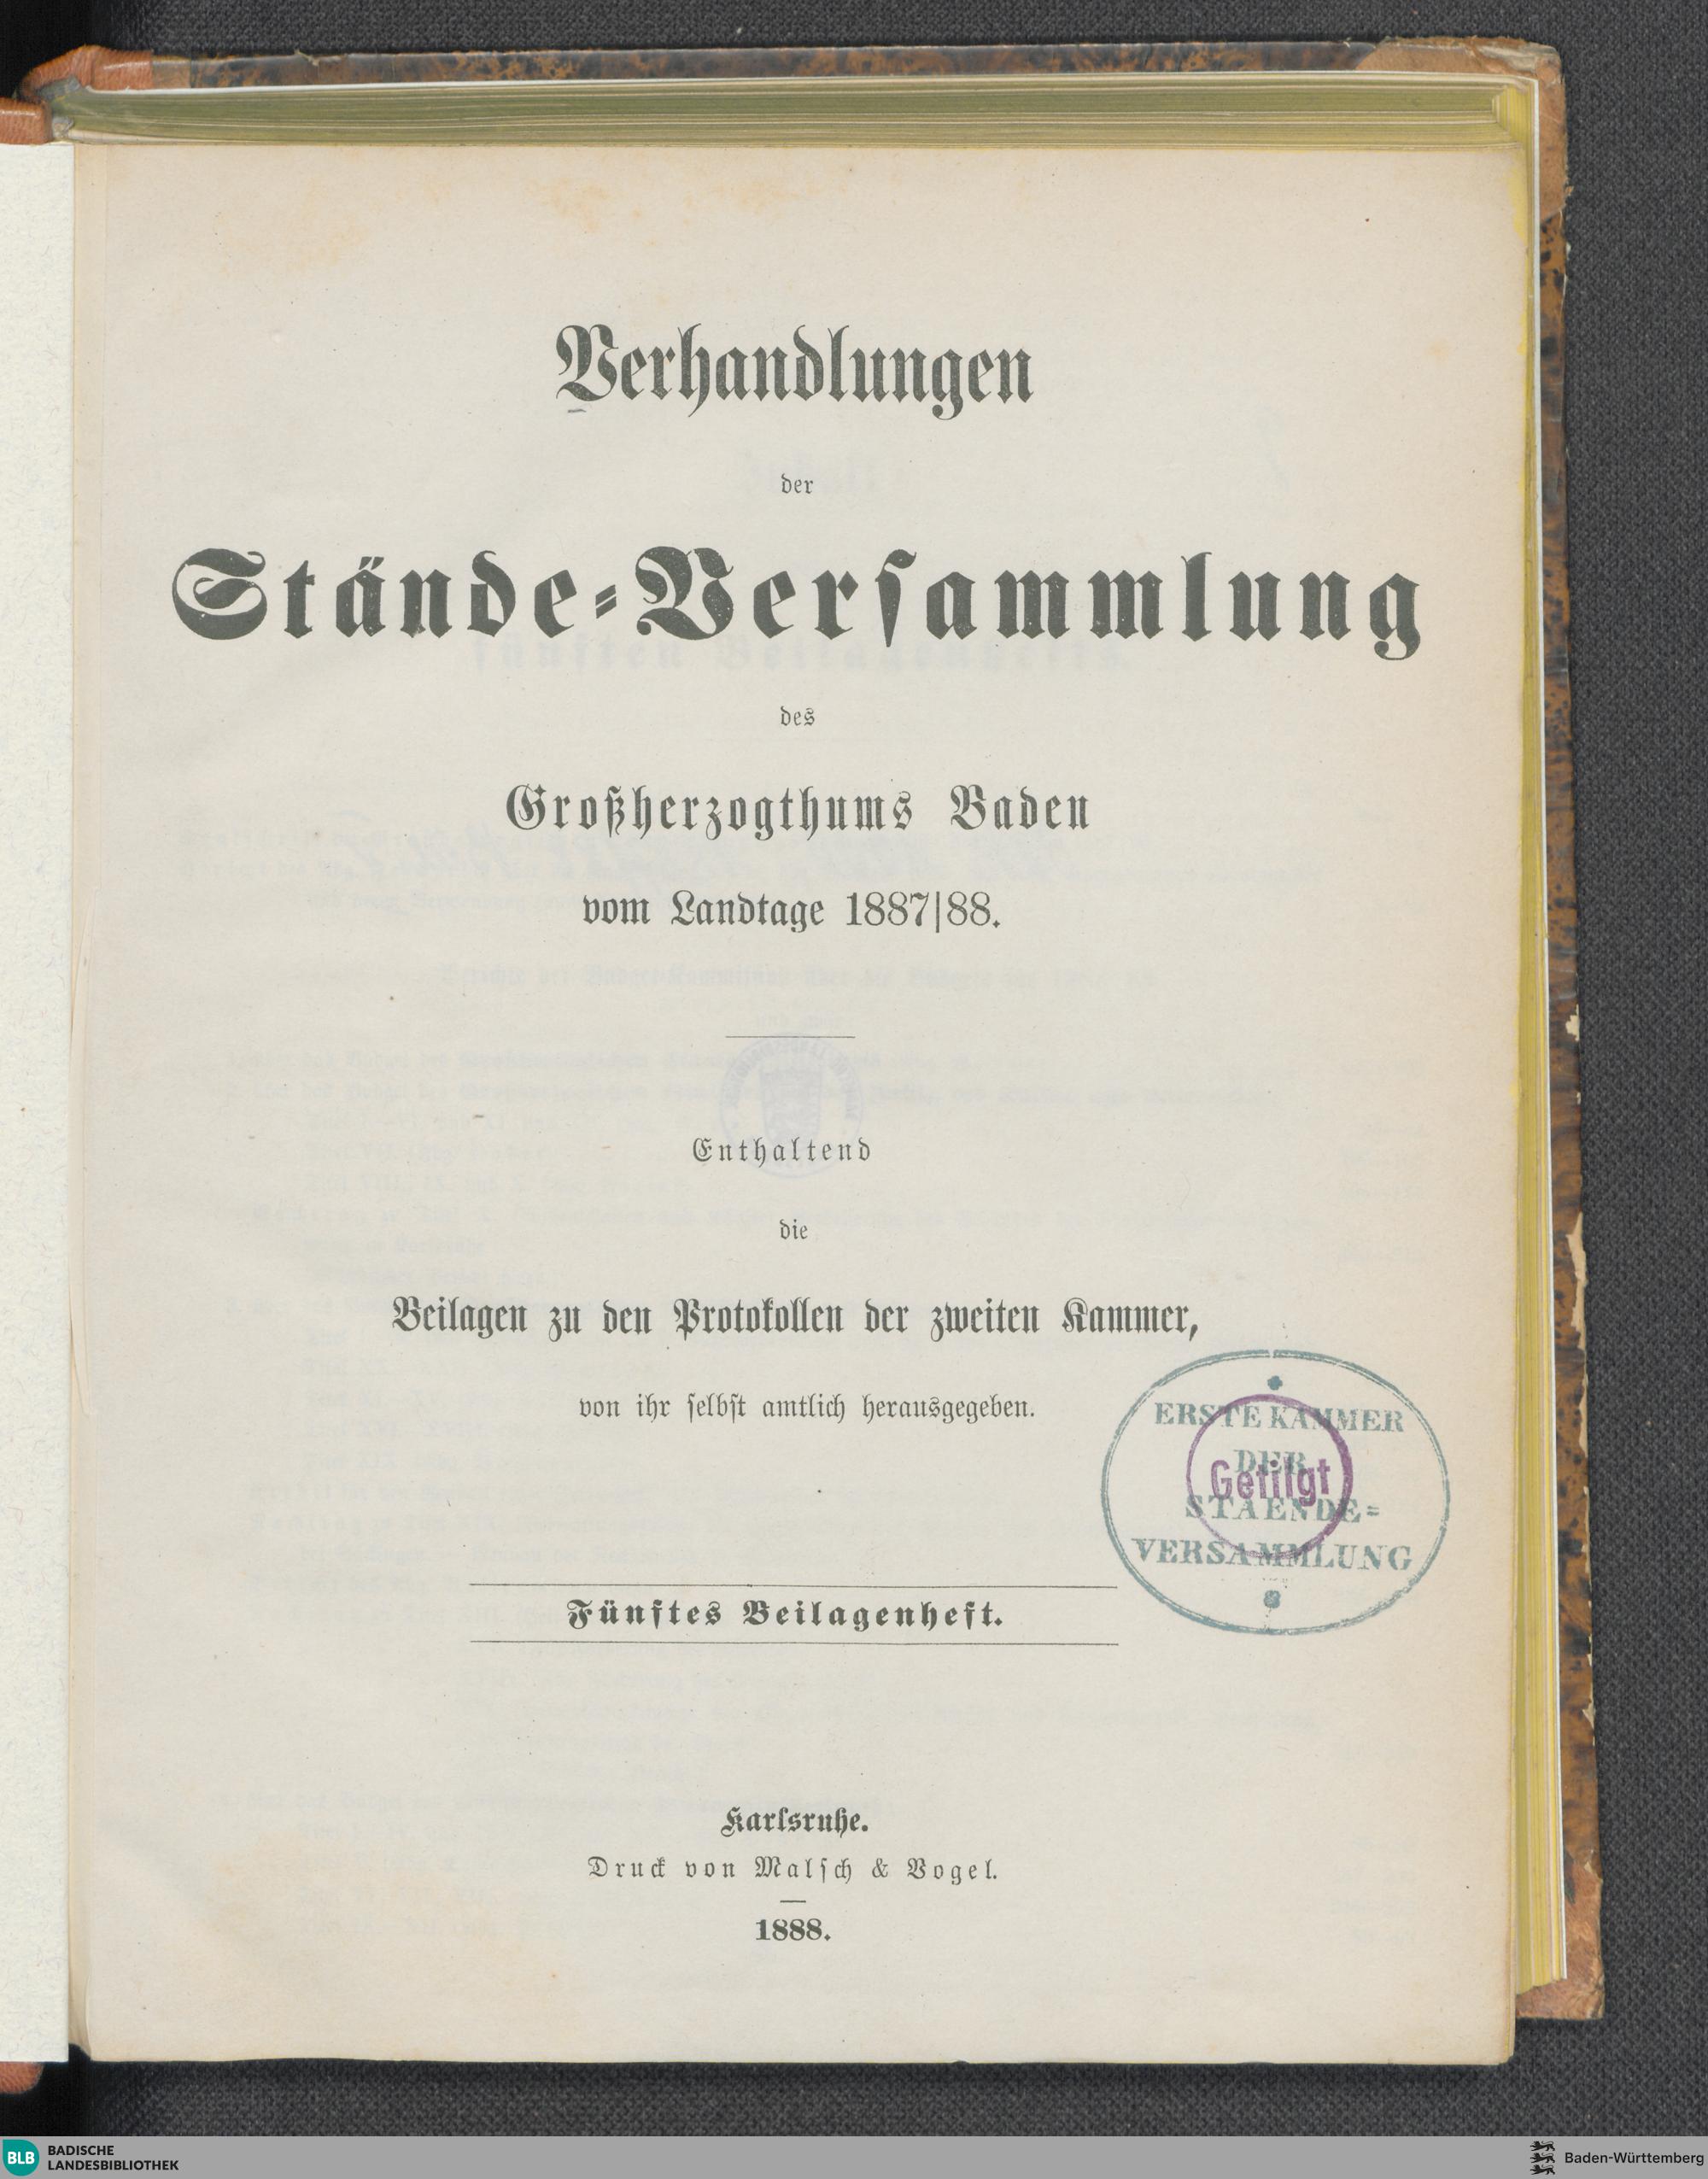 Verhandlungen
der
Stände-Versammlung
des
Großherzogthums Baden
vom Landtage 1887|88.
Enthaltend
die
Beilagen zu den Protokollen der zweiten Kammer,
von ihr selbst amtlich herausgegeben.
ERSTE KAMMER
DER
Getilgt
STAENDE=
VERSAMMLUNG
Fünftes Beilagenheft.
Karlsruhe.
Druck von Malsch & Vogel.
1888.
BLB BADISCHE
LANDESBIBLIOTHEK
Baden-Württemberg